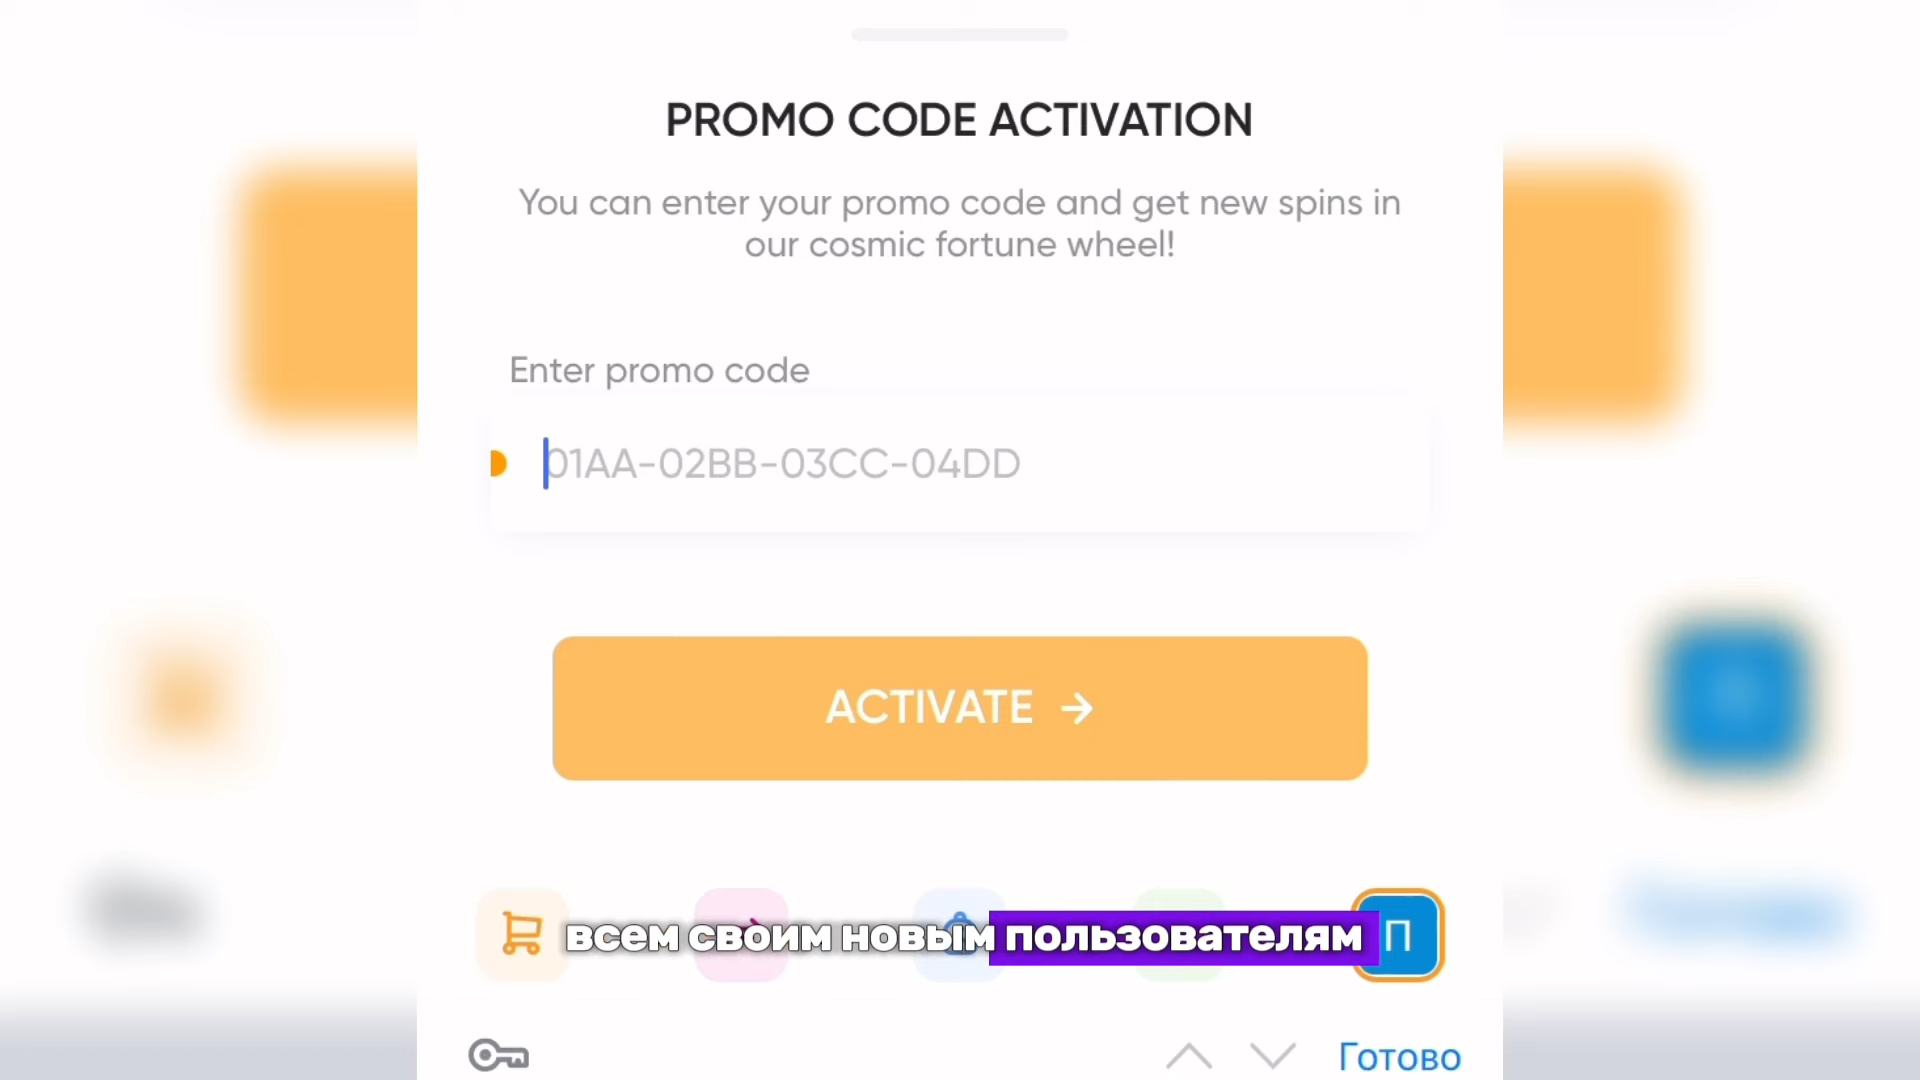 PROMO CODE ACTIVATION
You can enter your promo code and get new spins in
our cosmic fortune wheel!
Enter promo code
01AA-02BB-03CC-04DD
ACTIVATE →
всем своим новым пользователям
П
Готово